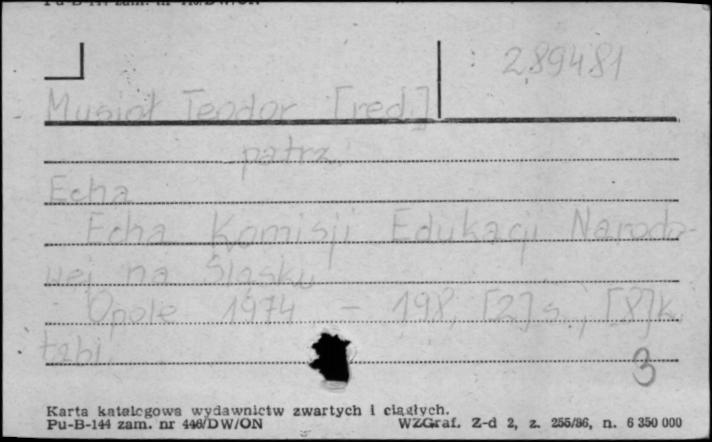 289481
Musioł Teodor [red.]
patrz:
Echa
Echa Komisji Edukacji Narodo-
wej na Śląsku
Opole 1974 - 198, [2] s., [8] k.
tabl.
3
Karta katalogowa wydawnictw zwartych i ciągłych.
Pu-B-144 zam. nr 446/DW/ON WZGraf. Z-d 2, z. 255/86, n. 6 350 000